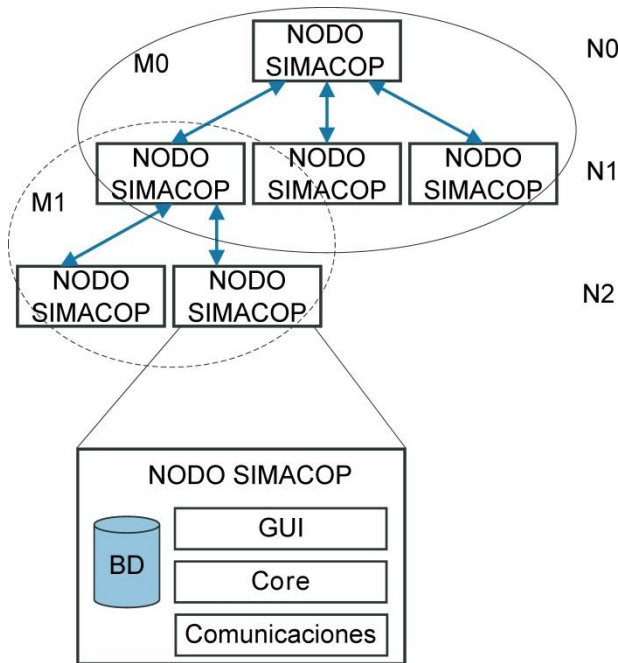 NODO
SIMACOP
M0
N0
NODO
SIMACOP
NODO
SIMACOP
NODO
SIMACOP
N1
M1
NODO
SIMACOP
NODO
SIMACOP
N2
NODO SIMACOP
BD
GUI
Core
Comunicaciones